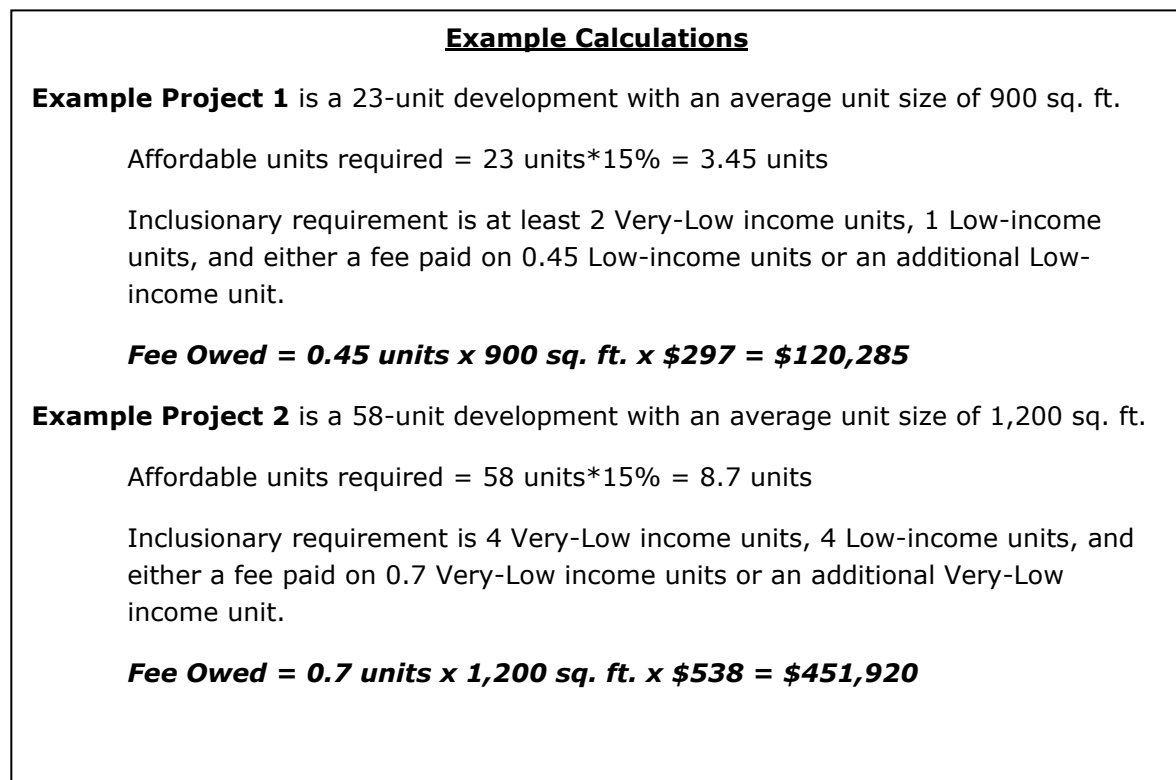 Example Calculations
Example Project 1 is a 23-unit development with an average unit size of 900 sq. ft.
Affordable units required = 23 units*15% = 3.45 units
Inclusionary requirement is at least 2 Very-Low income units, 1 Low-income
units, and either a fee paid on 0.45 Low-income units or an additional Low-
income unit.
Fee Owed = 0.45 units x 900 sq. ft. x $297 = $120,285
Example Project 2 is a 58-unit development with an average unit size of 1,200 sq. ft.
Affordable units required = 58 units*15% = 8.7 units
Inclusionary requirement is 4 Very-Low income units, 4 Low-income units, and
either a fee paid on 0.7 Very-Low income units or an additional Very-Low
income unit.
Fee Owed = 0.7 units x 1,200 sq. ft. x $538 = $451,920